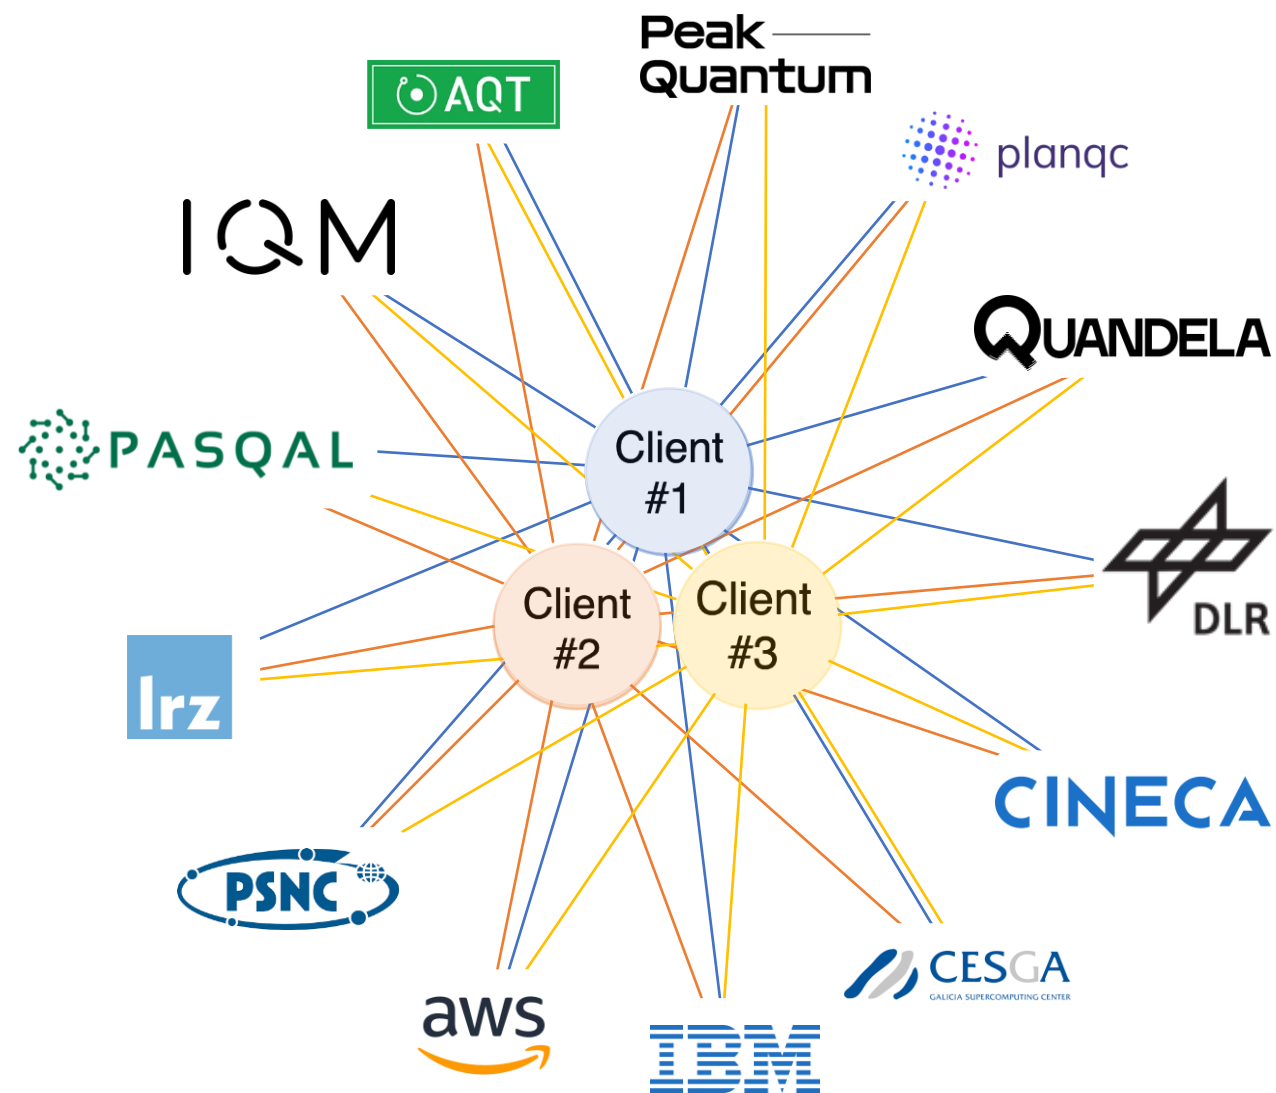 Peak
Quantum
AQT
planqc
IQM
QUANDELA
Client
#1
PASQAL
DLR
Client
#2
Client
#3
lrz
CINECA
PSNC
CESGA
GALICIA SUPERCOMPUTING CENTER
aws
IBM